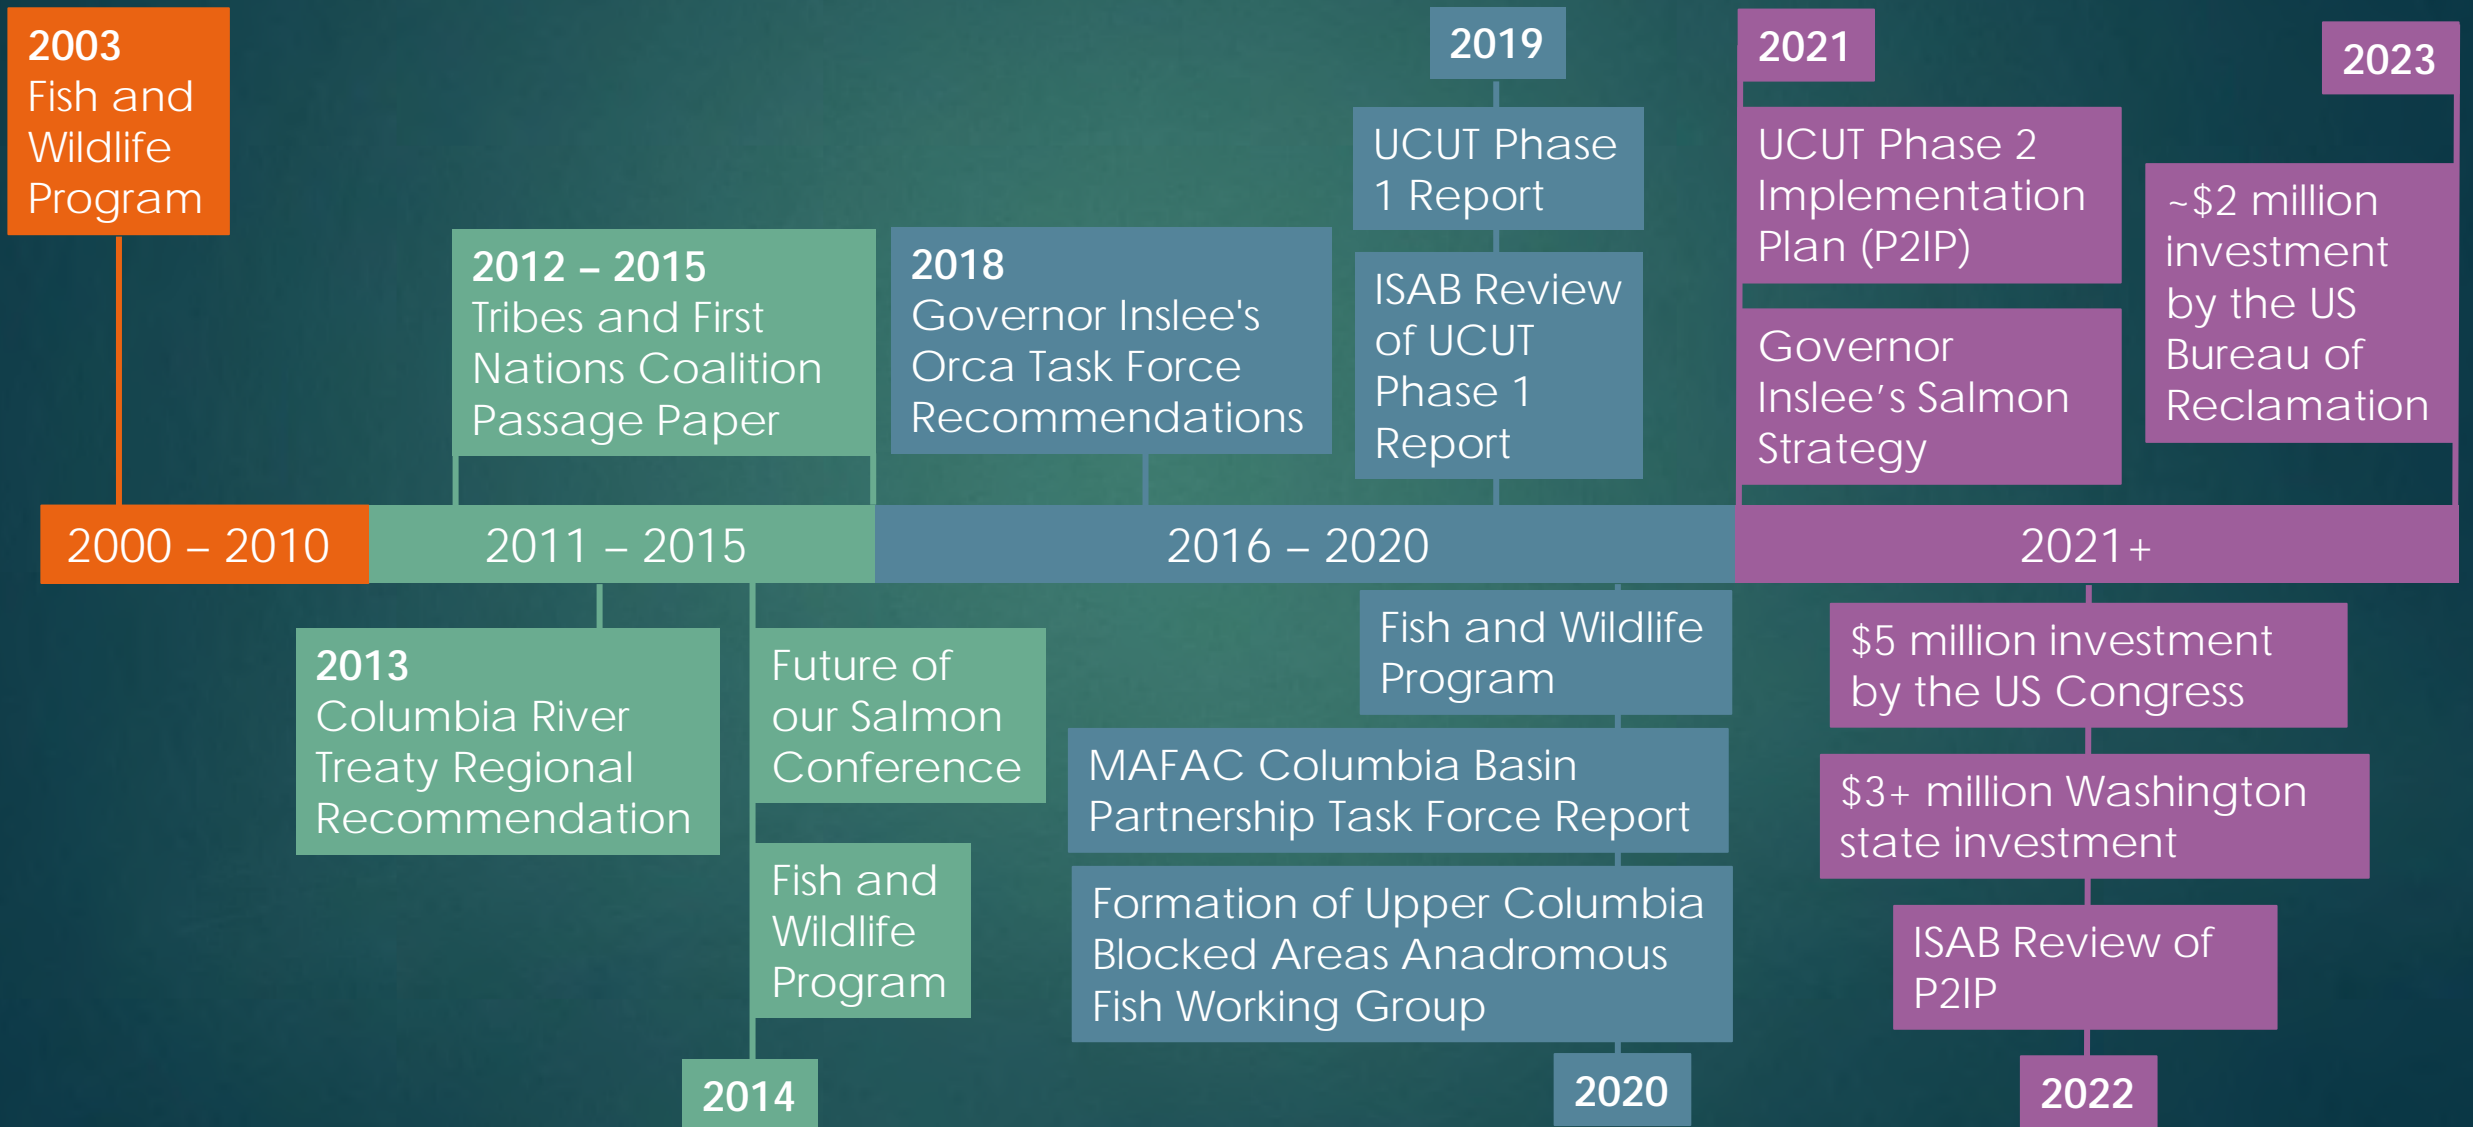 2003
Fish and
Wildlife
Program
2012 – 2015
Tribes and First
Nations Coalition
Passage Paper
2018
Governor Inslee's
Orca Task Force
Recommendations
2019
UCUT Phase
1 Report
ISAB Review
of UCUT
Phase 1
Report
2021
UCUT Phase 2
Implementation
Plan (P2IP)
Governor
Inslee’s Salmon
Strategy
2023
~$2 million
investment
by the US
Bureau of
Reclamation
2000 – 2010
2011 – 2015
2016 – 2020
2021+
2013
Columbia River
Treaty Regional
Recommendation
Future of
our Salmon
Conference
Fish and
Wildlife
Program
2014
Fish and Wildlife
Program
MAFAC Columbia Basin
Partnership Task Force Report
Formation of Upper Columbia
Blocked Areas Anadromous
Fish Working Group
2020
$5 million investment
by the US Congress
$3+ million Washington
state investment
ISAB Review of
P2IP
2022